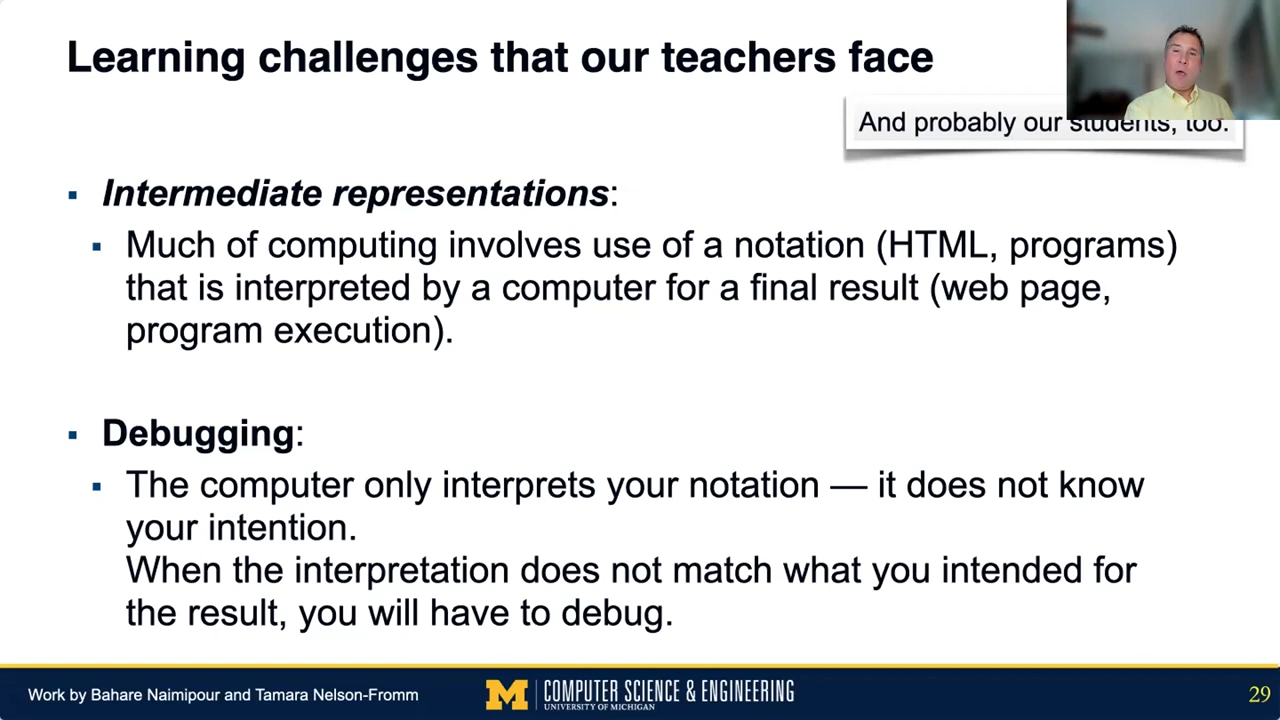 Learning challenges that our teachers face
And probably our students, too.
▪ Intermediate representations:
▪ Much of computing involves use of a notation (HTML, programs)
that is interpreted by a computer for a final result (web page,
program execution).
▪ Debugging:
▪ The computer only interprets your notation — it does not know
your intention.
When the interpretation does not match what you intended for
the result, you will have to debug.
Work by Bahare Naimipour and Tamara Nelson-Fromm
M
COMPUTER SCIENCE & ENGINEERING
UNIVERSITY OF MICHIGAN
29